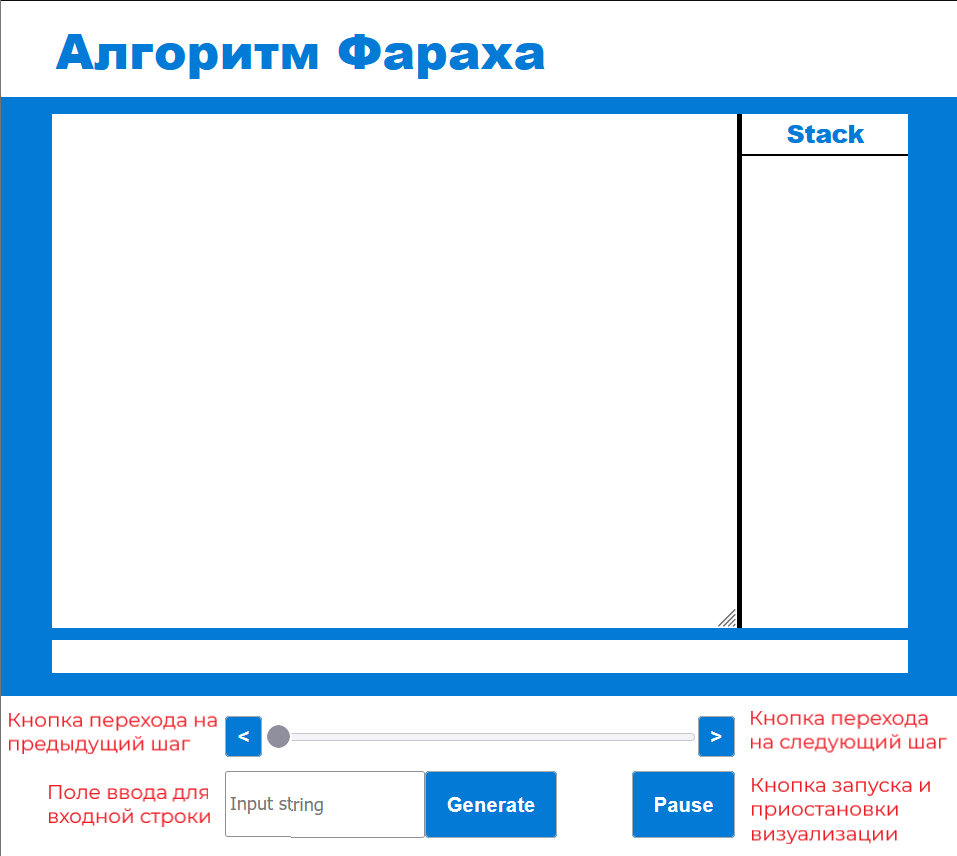 Алгоритм Фараха
Stack
Кнопка перехода на
предыдущий шаг
<
>
Кнопка перехода
на следующий шаг
Поле ввода для
входной строки
Input string
Generate
Pause
Кнопка запуска и
приостановки
визуализации